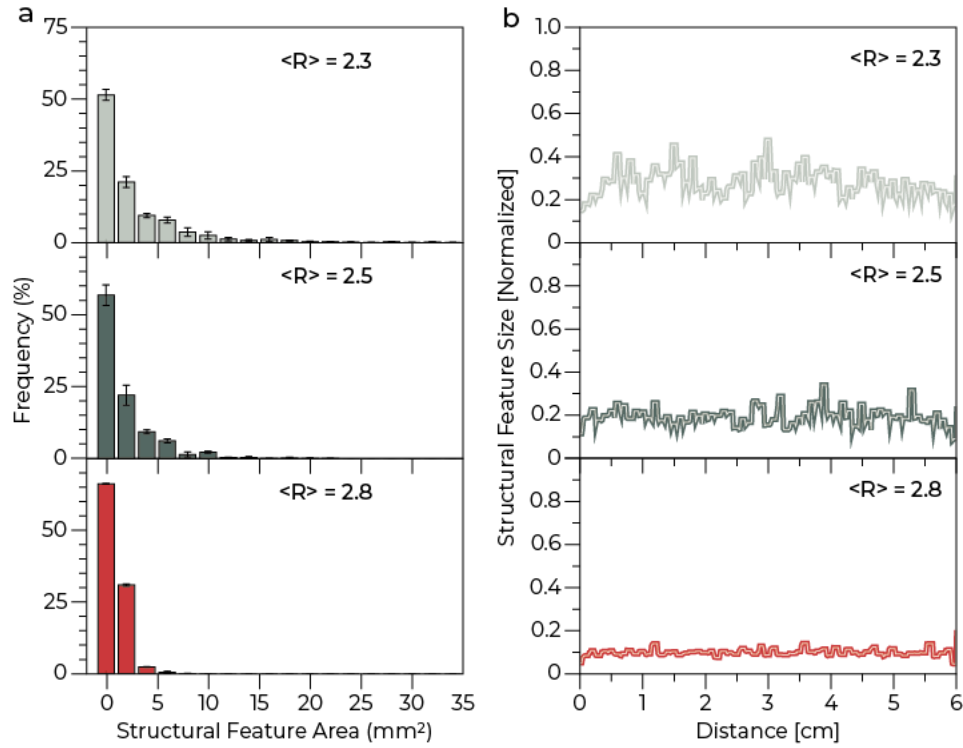 a
75
50
25
0
<R> = 2.3
50
25
0
<R> = 2.5
50
25
0
<R> = 2.8
0 5 10 15 20 25 30 35
Frequency (%)
Structural Feature Area (mm²)
b
1.0
0.8
0.6
0.4
0.2
0
<R> = 2.3
0.8
0.6
0.4
0.2
0
<R> = 2.5
0.8
0.6
0.4
0.2
0
<R> = 2.8
0 1 2 3 4 5 6
Structural Feature Size [Normalized]
Distance [cm]